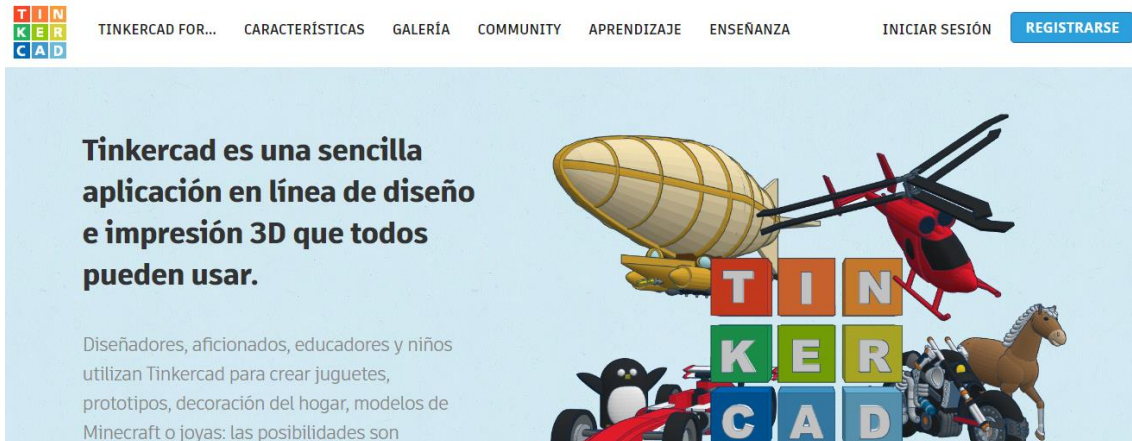 TIN
KER
CAD
TINKERCAD FOR... CARACTERÍSTICAS GALERÍA COMMUNITY APRENDIZAJE ENSEÑANZA INICIAR SESIÓN REGISTRARSE
Tinkercad es una sencilla
aplicación en línea de diseño
e impresión 3D que todos
pueden usar.
Diseñadores, aficionados, educadores y niños
utilizan Tinkercad para crear juguetes,
prototipos, decoración del hogar, modelos de
Minecraft o joyas: las posibilidades son
TIN
KER
CAD